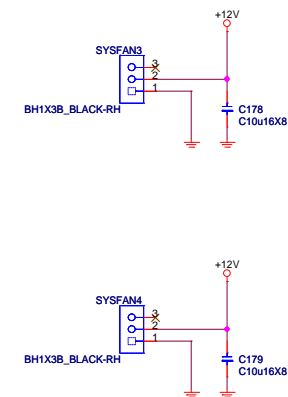 +12V
SYSFAN3
3
2
1
BH1X3B_BLACK-RH
C178
C10u16X8
+12V
SYSFAN4
3
2
1
BH1X3B_BLACK-RH
C179
C10u16X8